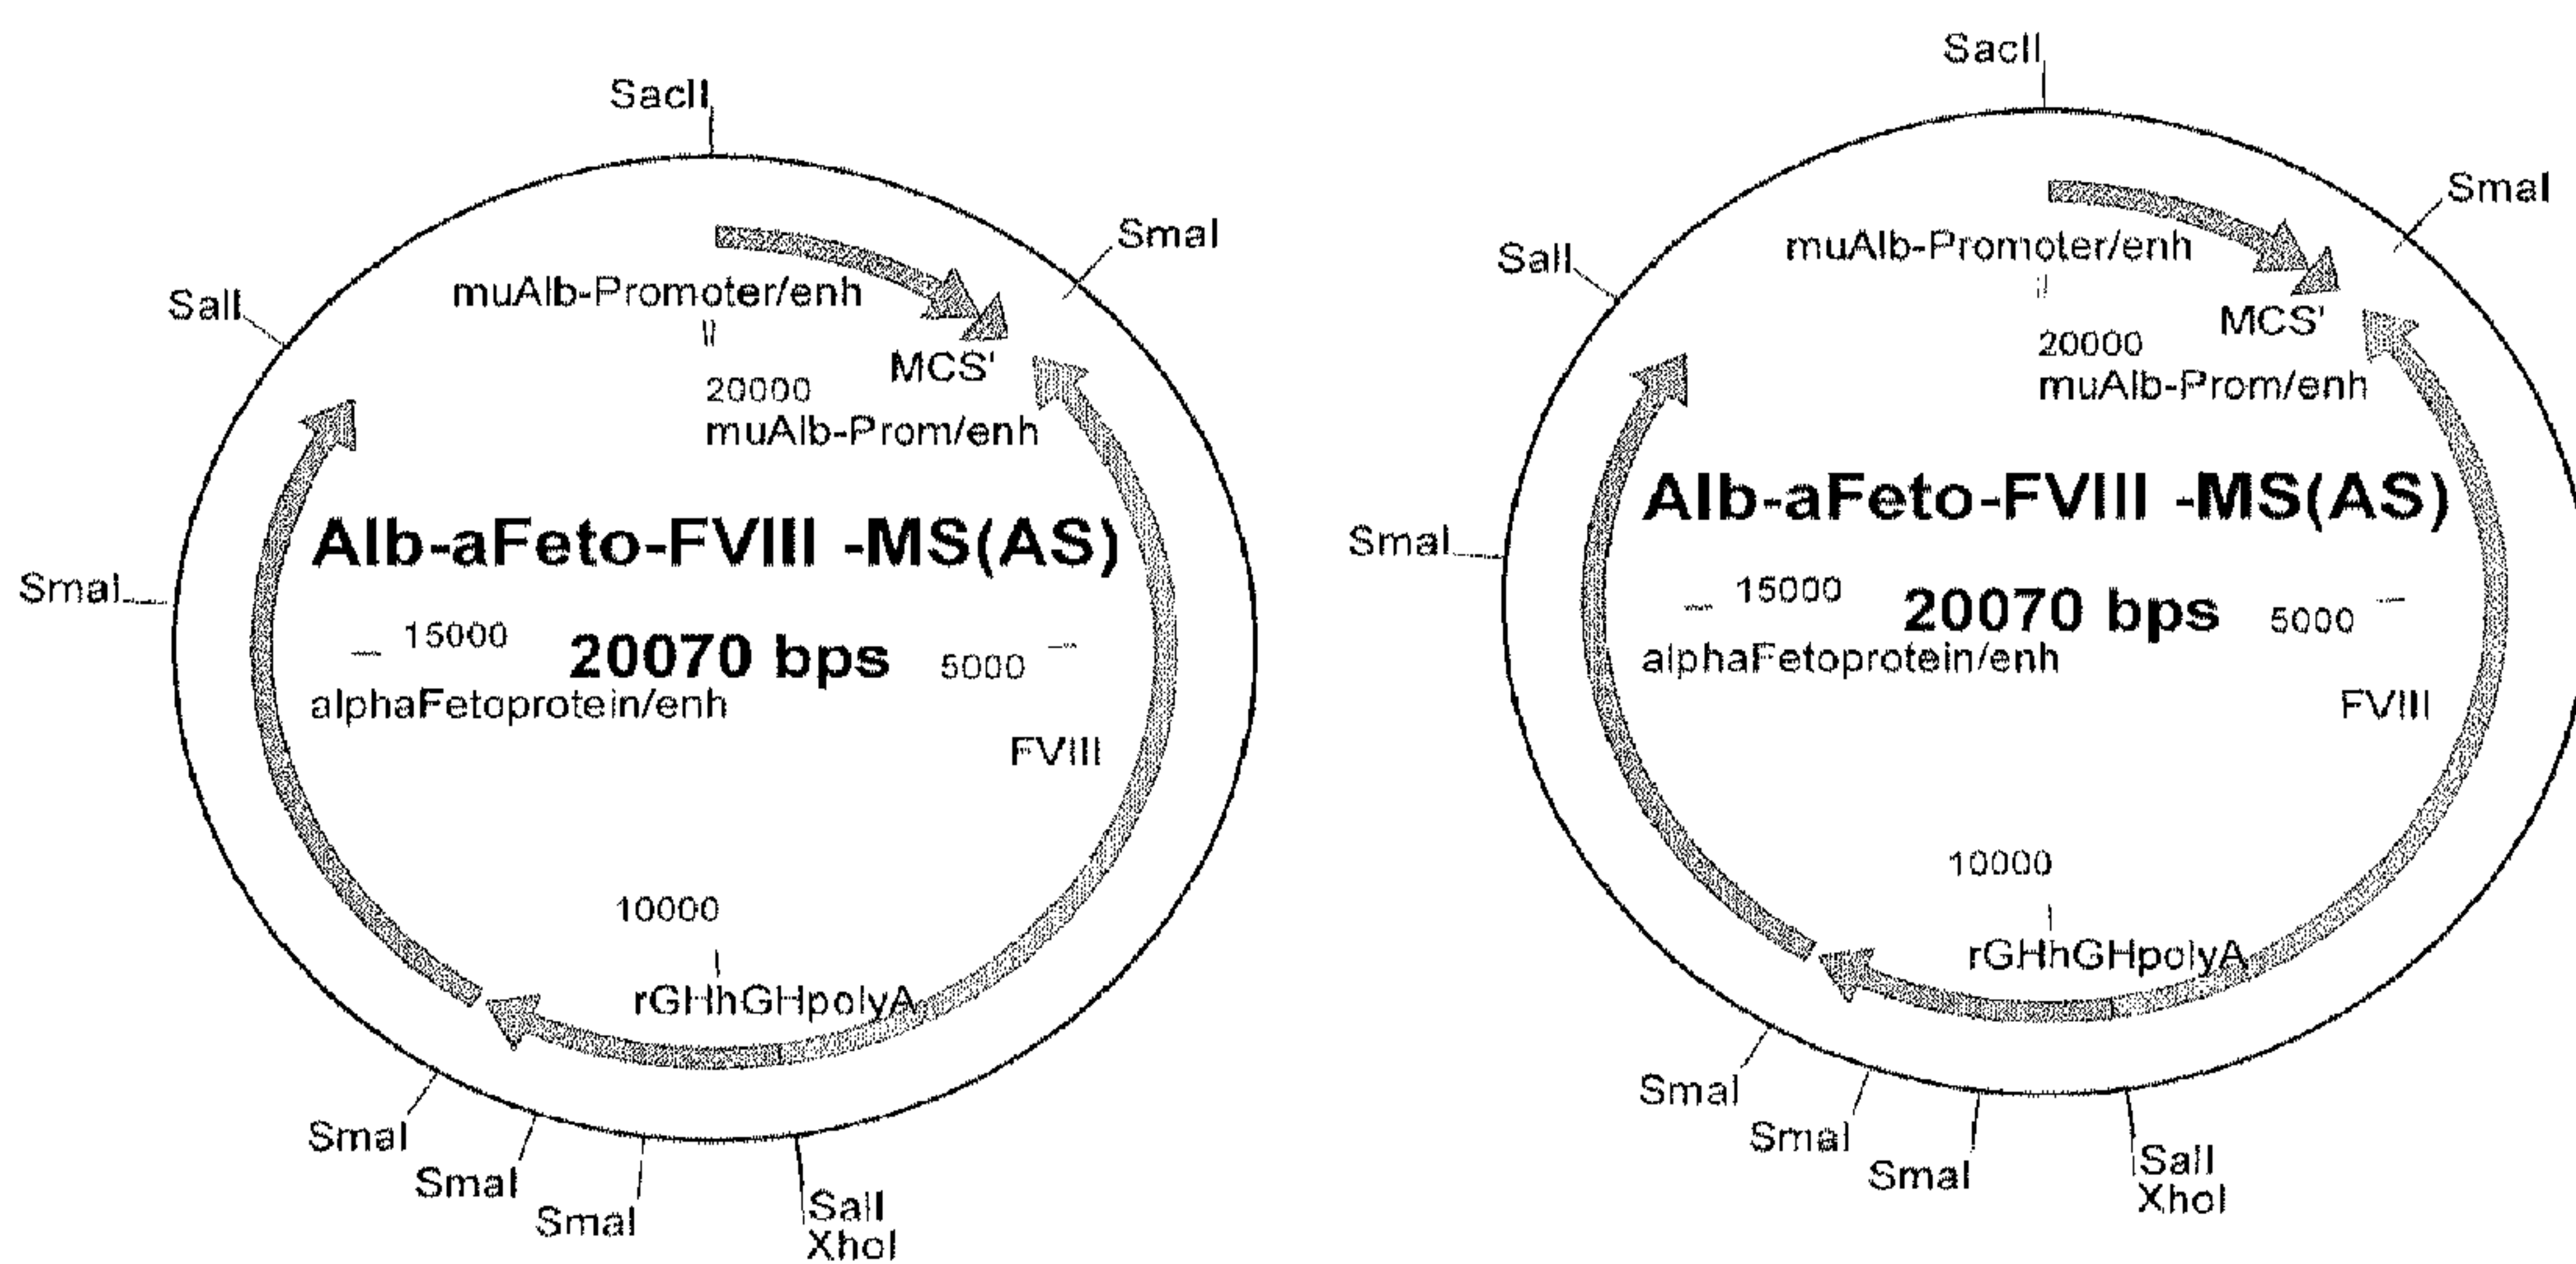 SacII
SmaI
muAlb-Promoter/enh
SalI
MCS'
20000
muAlb-Prom/enh
Alb-aFeto-FVIII -MS(AS)
SmaI
15000
20070 bps
5000
alphaFetoprotein/enh
FVIII
10000
rGHhGHpolyA
SmaI
SmaI
SmaI
SalI
XhoI
SacII
SmaI
muAlb-Promoter/enh
SalI
MCS'
20000
muAlb-Prom/enh
Alb-aFeto-FVIII -MS(AS)
SmaI
15000
20070 bps
5000
alphaFetoprotein/enh
FVIII
10000
rGHhGHpolyA
SmaI
SmaI
SmaI
SalI
XhoI